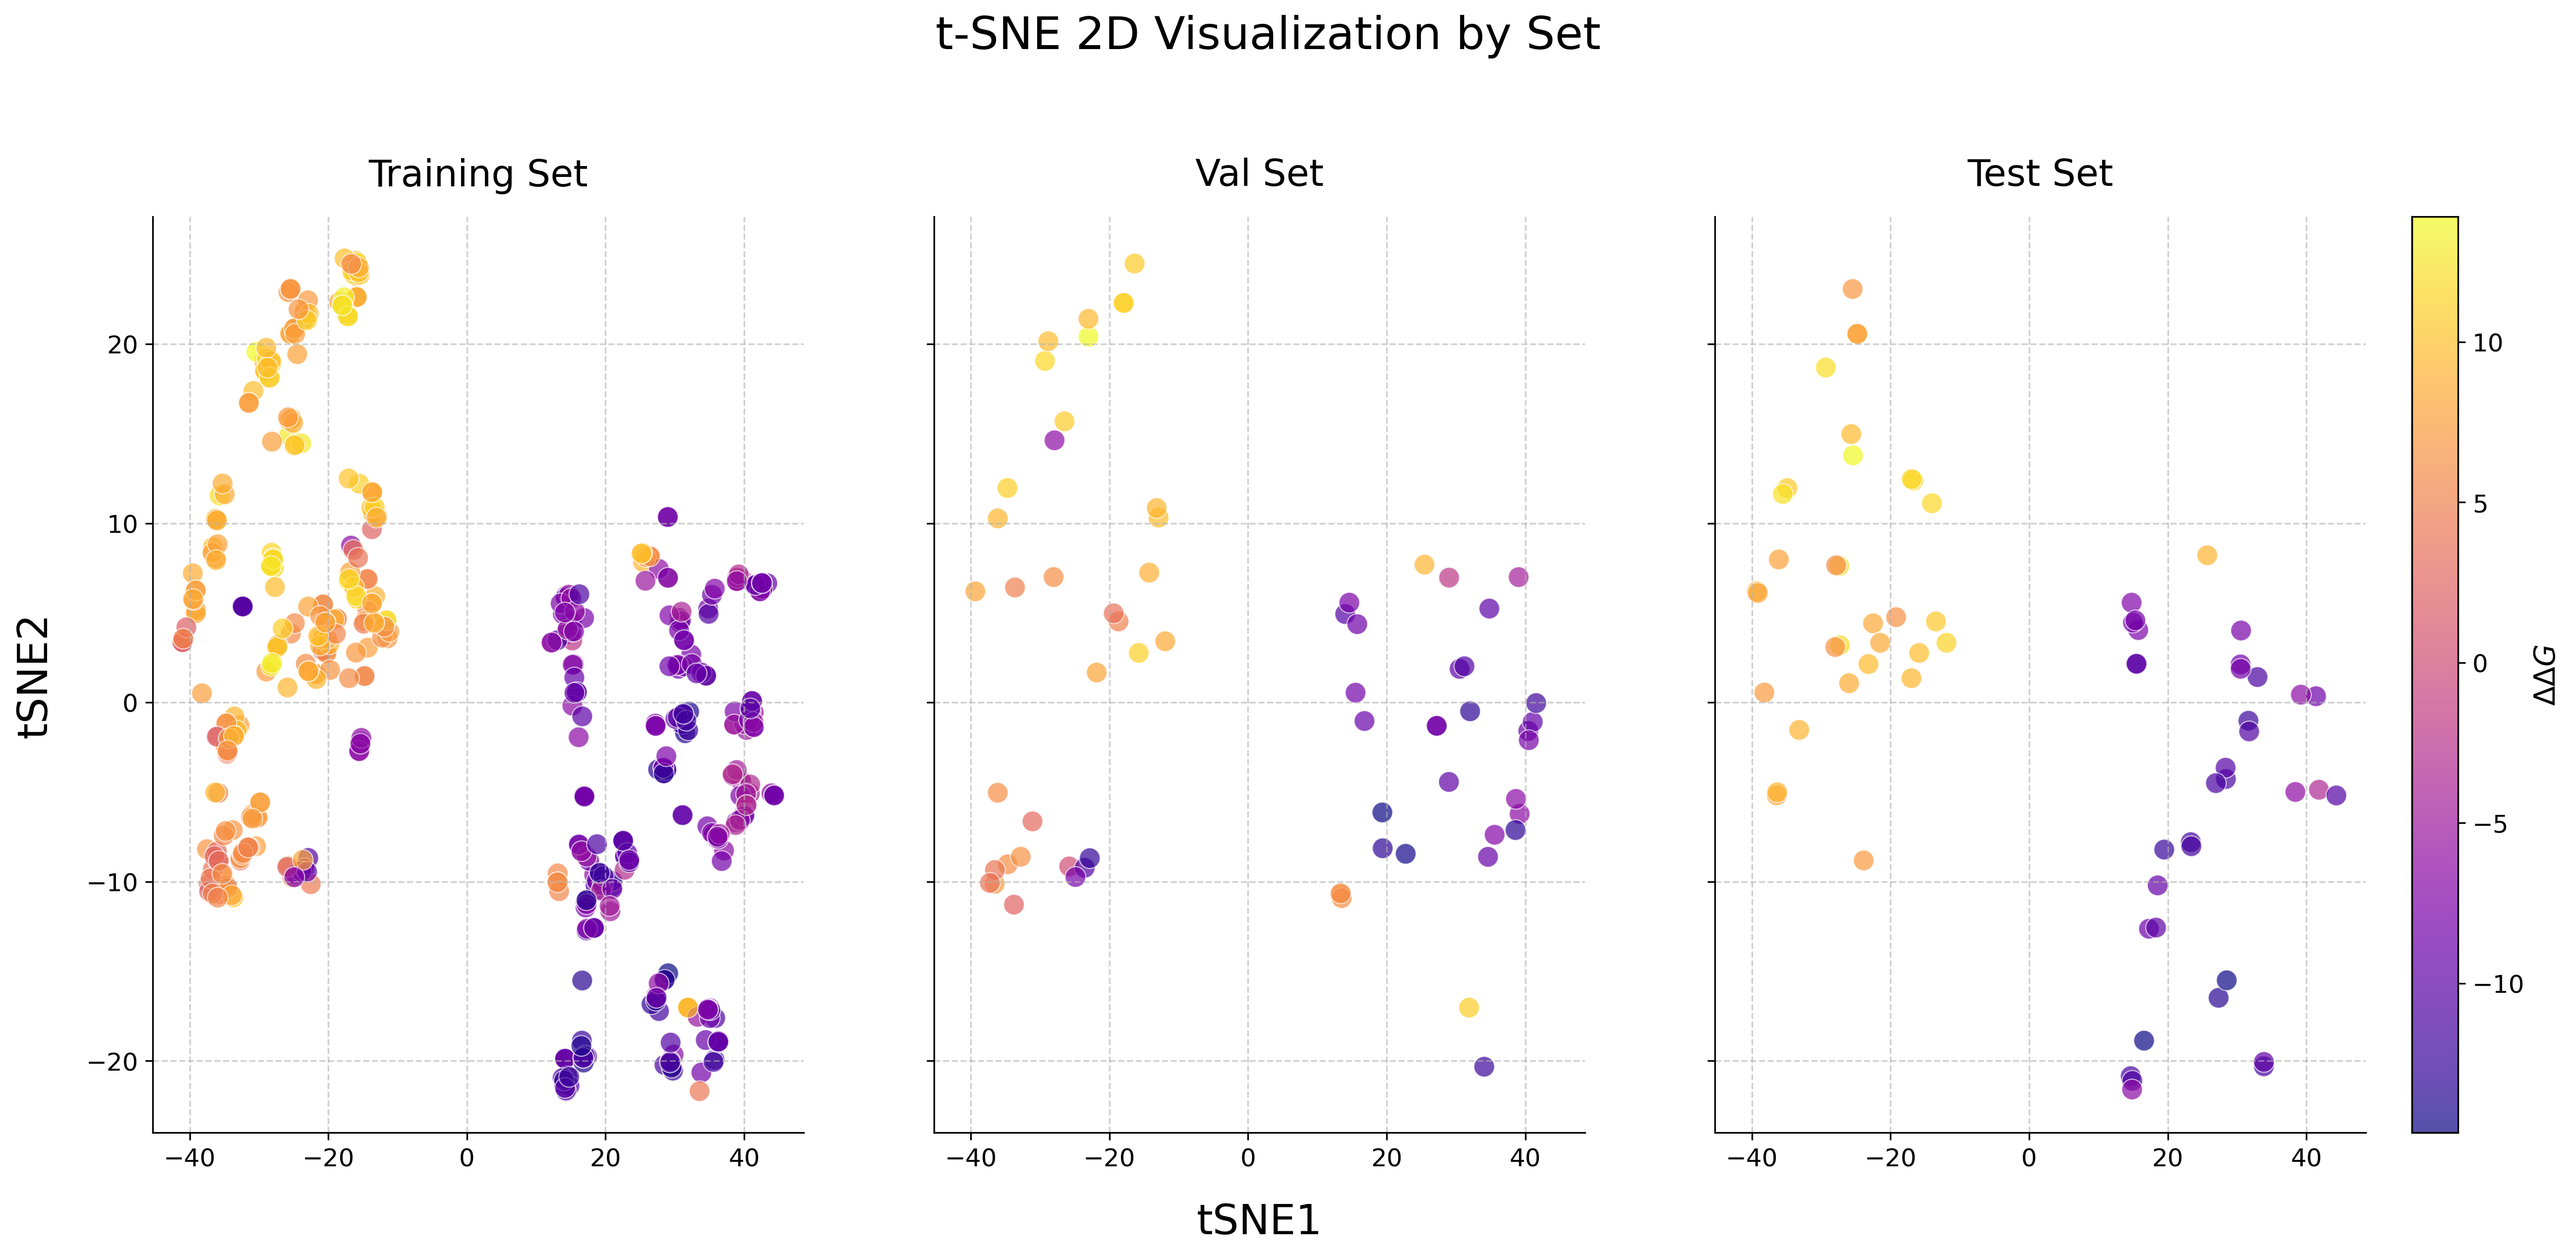 t-SNE 2D Visualization by Set
Training Set
Val Set
Test Set
tSNE2
20
10
0
−10
−20
−40 −20 0 20 40
−40 −20 0 20 40
−40 −20 0 20 40
tSNE1
10
5
0
−5
−10
ΔΔG